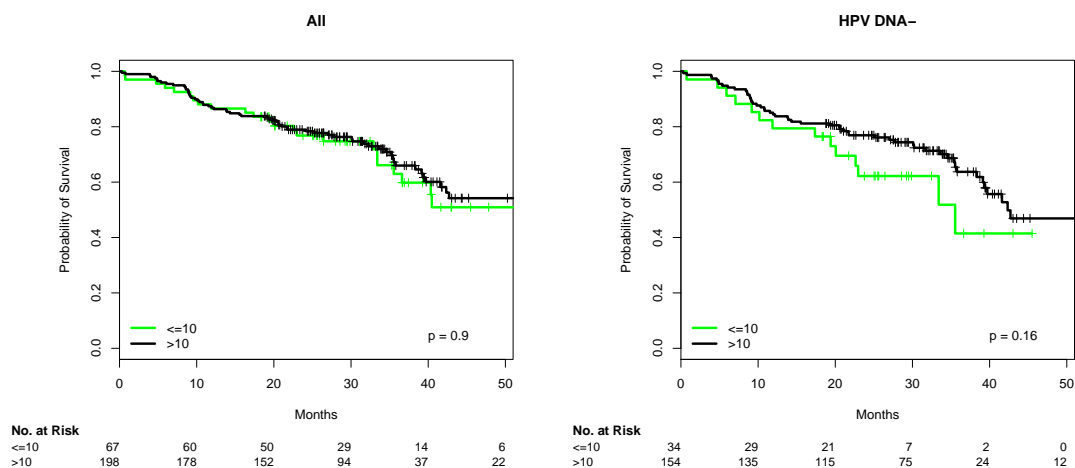 All
Probability of Survival
1.0
0.8
0.6
0.4
0.2
0.0
<=10
>10
p = 0.9
0 10 20 30 40 50
Months
No. at Risk
<=10 67 60 50 29 14 6
>10 198 178 152 94 37 22
HPV DNA−
Probability of Survival
1.0
0.8
0.6
0.4
0.2
0.0
<=10
>10
p = 0.16
0 10 20 30 40 50
Months
No. at Risk
<=10 34 29 21 7 2 0
>10 154 135 115 75 24 12